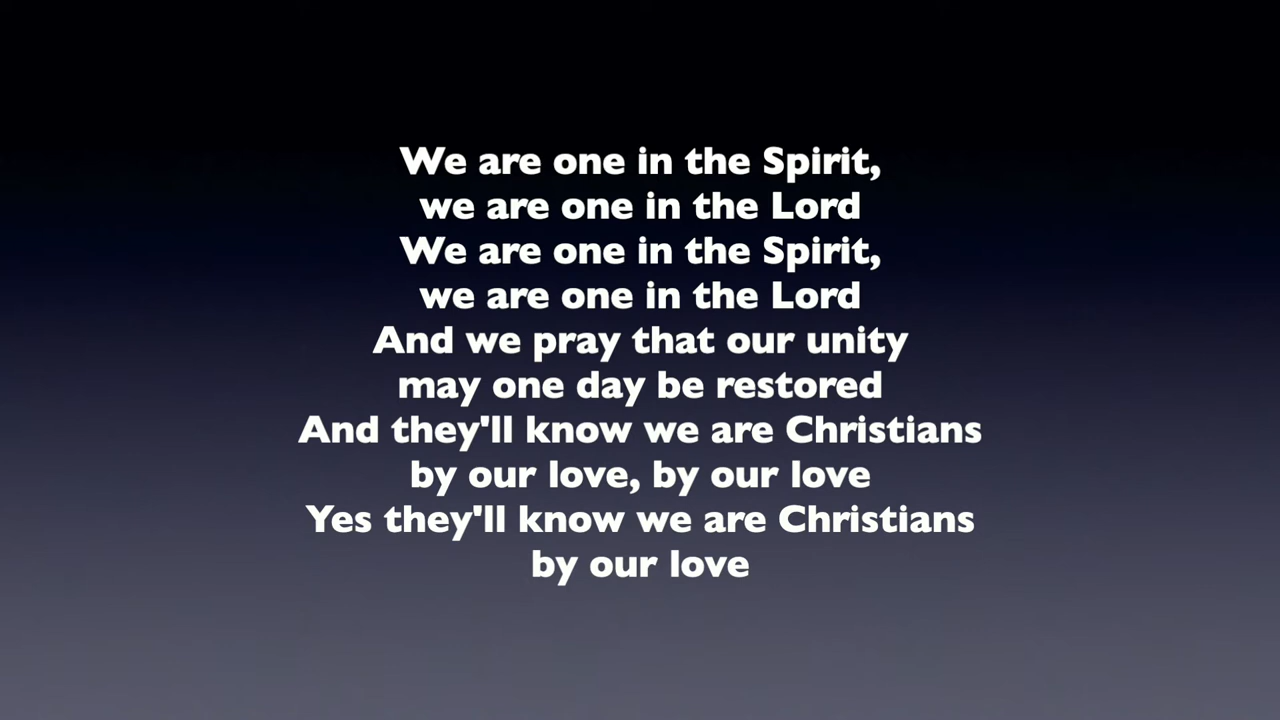 We are one in the Spirit,
we are one in the Lord
We are one in the Spirit,
we are one in the Lord
And we pray that our unity
may one day be restored
And they'll know we are Christians
by our love, by our love
Yes they'll know we are Christians
by our love